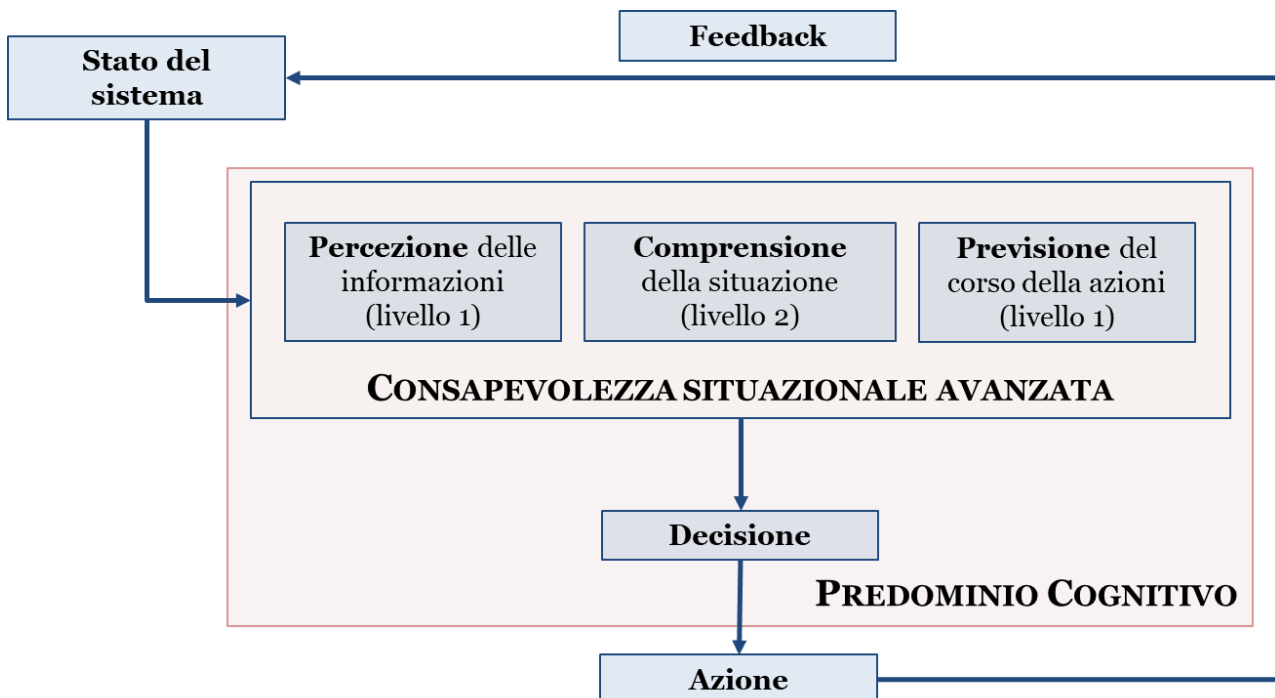 Feedback
Stato del
sistema
Percezione delle
informazioni
(livello 1)
Comprensione
della situazione
(livello 2)
Previsione del
corso della azioni
(livello 1)
CONSAPEVOLEZZA SITUAZIONALE AVANZATA
Decisione
PREDOMINIO COGNITIVO
Azione